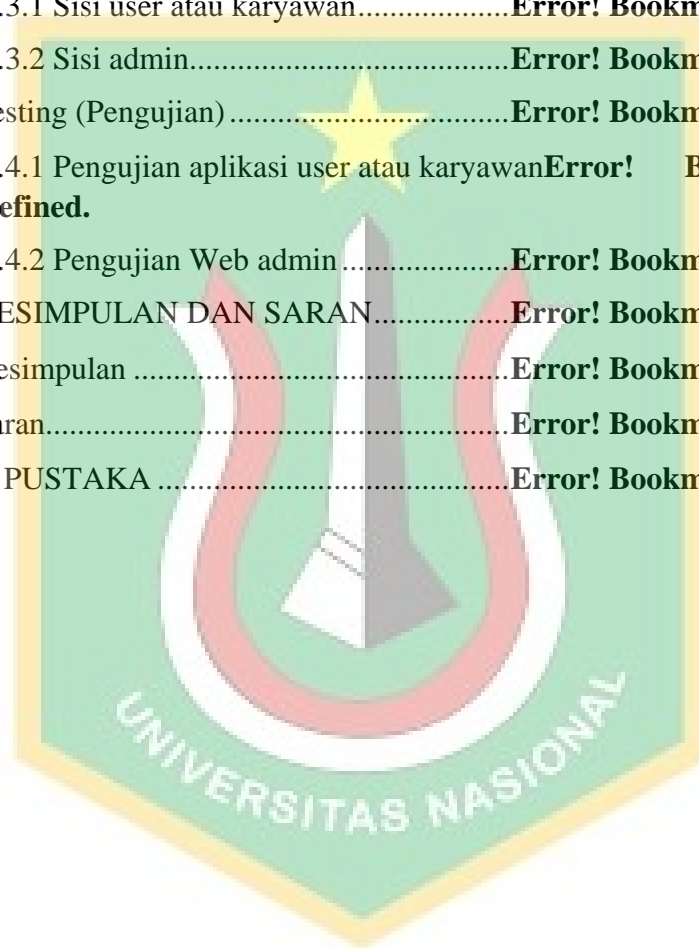 .3.1 Sisi user atau karyawan....................Error! Bookm
.3.2 Sisi admin.........................................Error! Bookm
esting (Pengujian)....................................Error! Bookm
.4.1 Pengujian aplikasi user atau karyawanError! B
efined.
.4.2 Pengujian Web admin.....................Error! Bookm
ESIMPULAN DAN SARAN.................Error! Bookm
esimpulan ................................................Error! Bookm
aran...........................................................Error! Bookm
PUSTAKA .............................................Error! Bookm
UNIVERSITAS NASIONAL